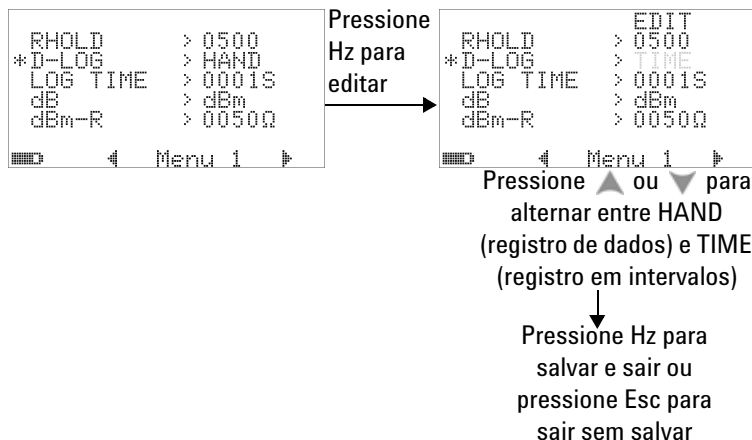 RHOLD > 0500
*D-LOG > HAND
LOG TIME > 0001S
dB > dBm
dBm-R > 0050Ω
Menu 1
Pressione
Hz para
editar
EDIT
RHOLD > 0500
*D-LOG > TIME
LOG TIME > 0001S
dB > dBm
dBm-R > 0050Ω
Menu 1
Pressione ou para
alternar entre HAND
(registro de dados) e TIME
(registro em intervalos)
Pressione Hz para
salvar e sair ou
pressione Esc para
sair sem salvar